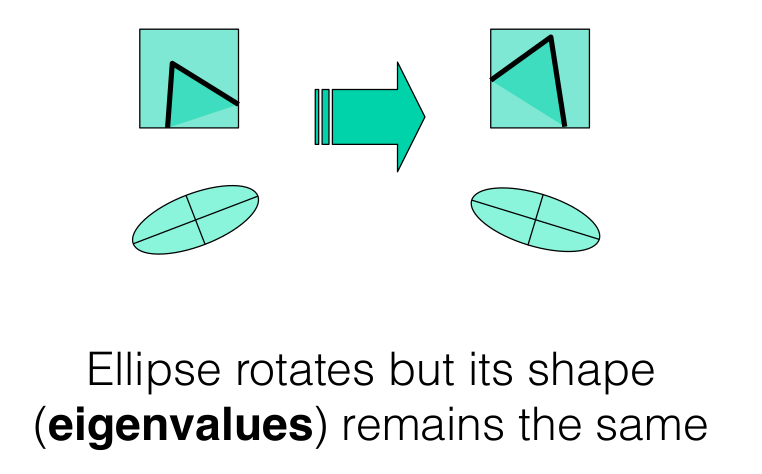 Ellipse rotates but its shape
(eigenvalues) remains the same